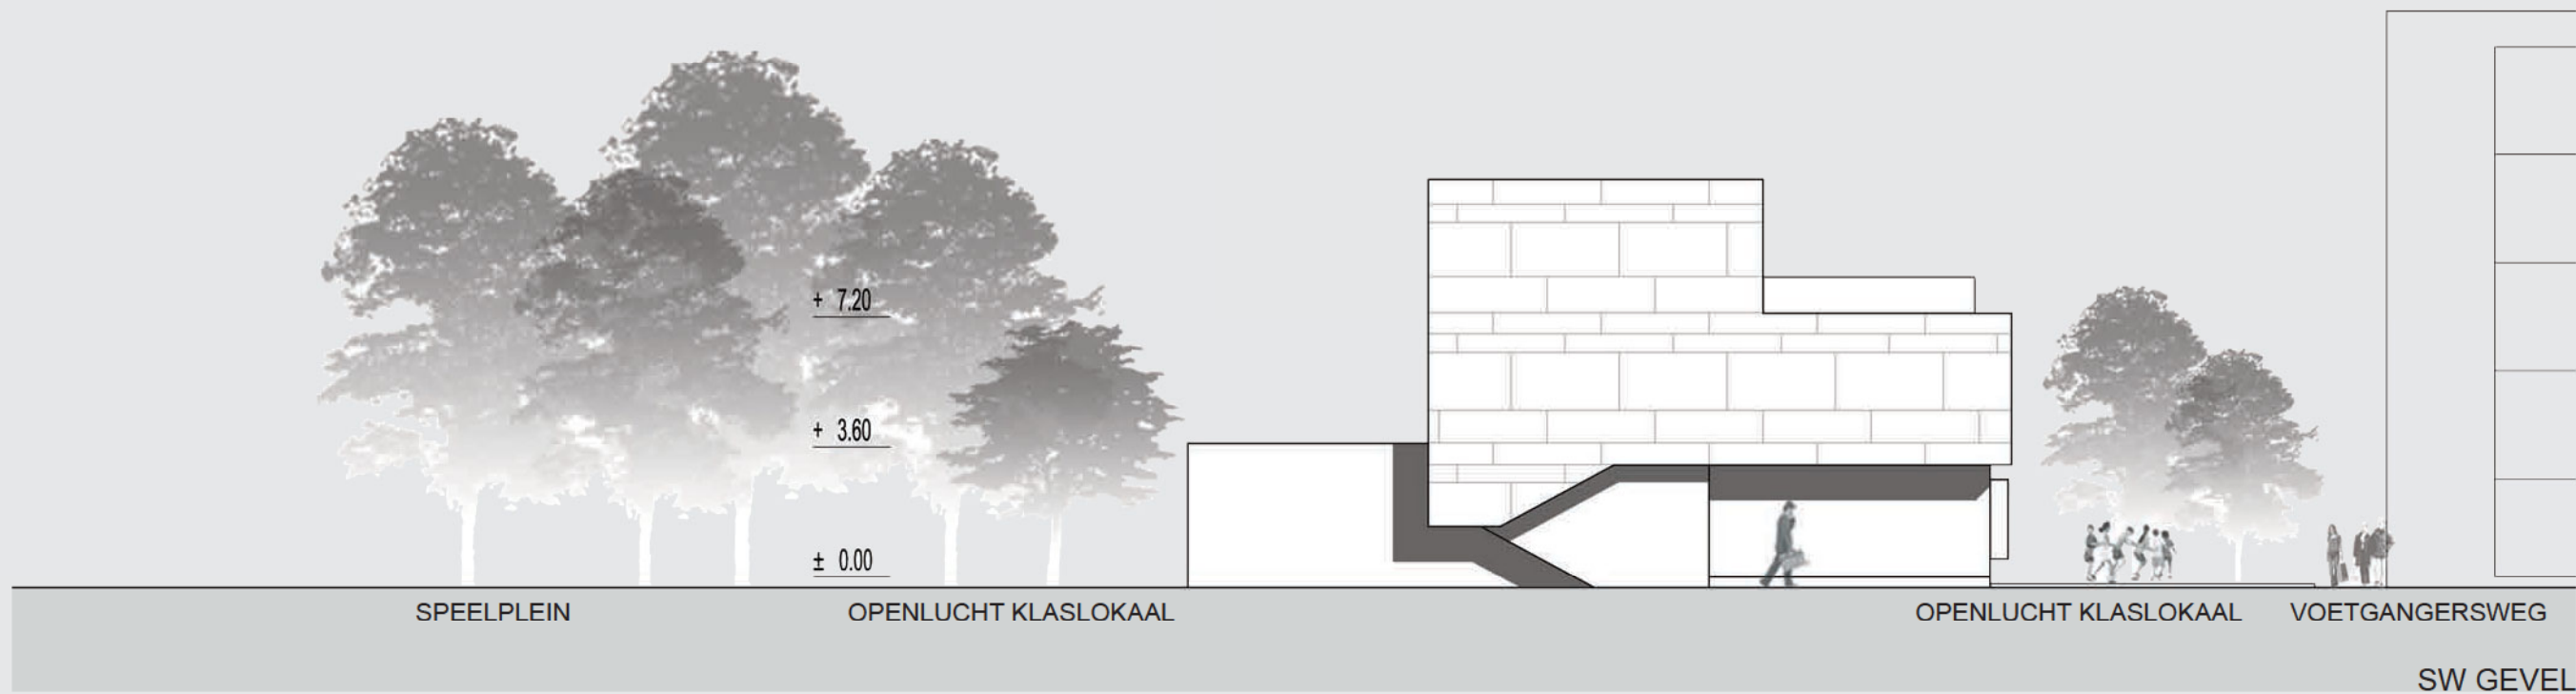 + 7.20
+ 3.60
± 0.00
SPEELPLEIN
OPENLUCHT KLASLOKAAL
OPENLUCHT KLASLOKAAL
VOETGANGERSWEG
SW GEVEL